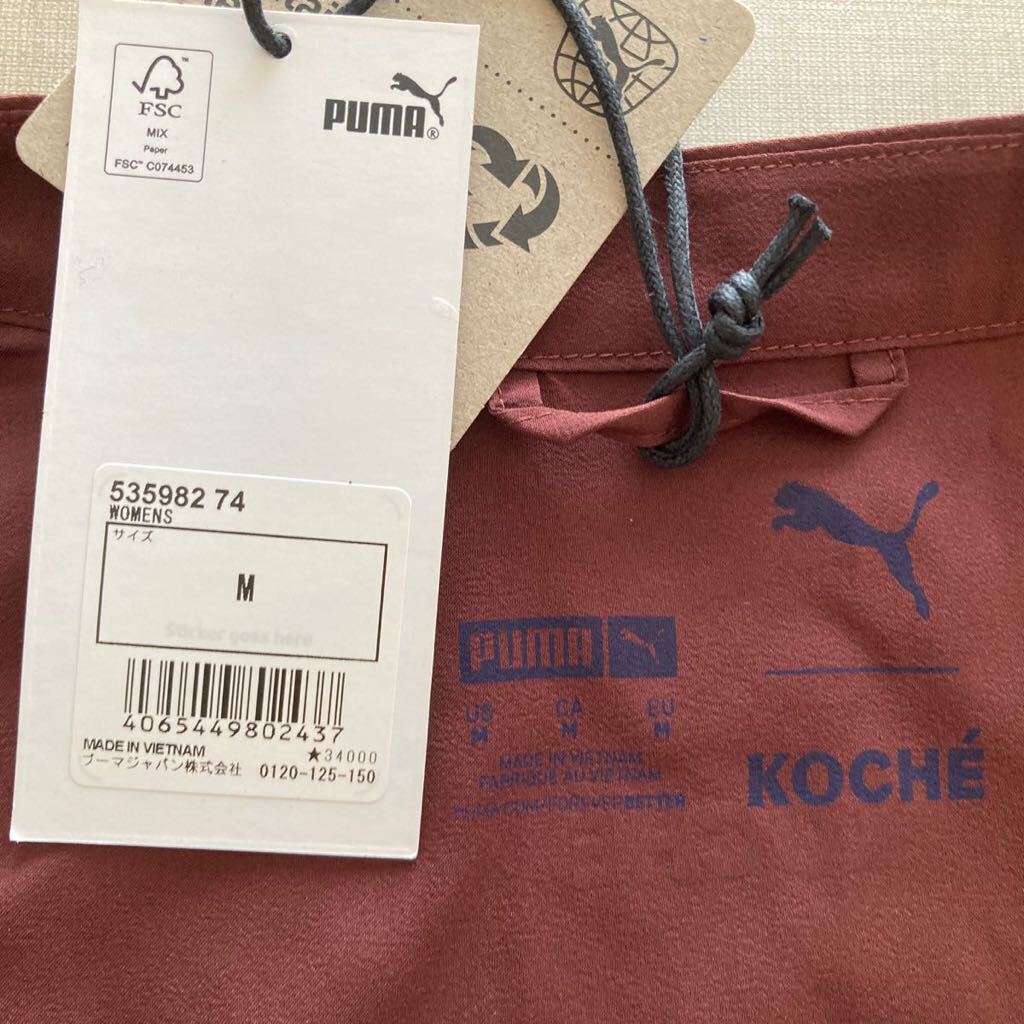 FSC
MIX
Paper
FSC™ C074453
PUMA®
535982 74
WOMENS
サイズ
M
Sticker goes here
4065449802437
MADE IN VIETNAM
★34000
プーマジャパン株式会社 0120-125-150
PUMA
US CA EU
M M M
MADE IN VIETNAM
FABRIQUÉ AU VIETNAM
PUMA.COM/FOREVERBETTER
KOCHÉ